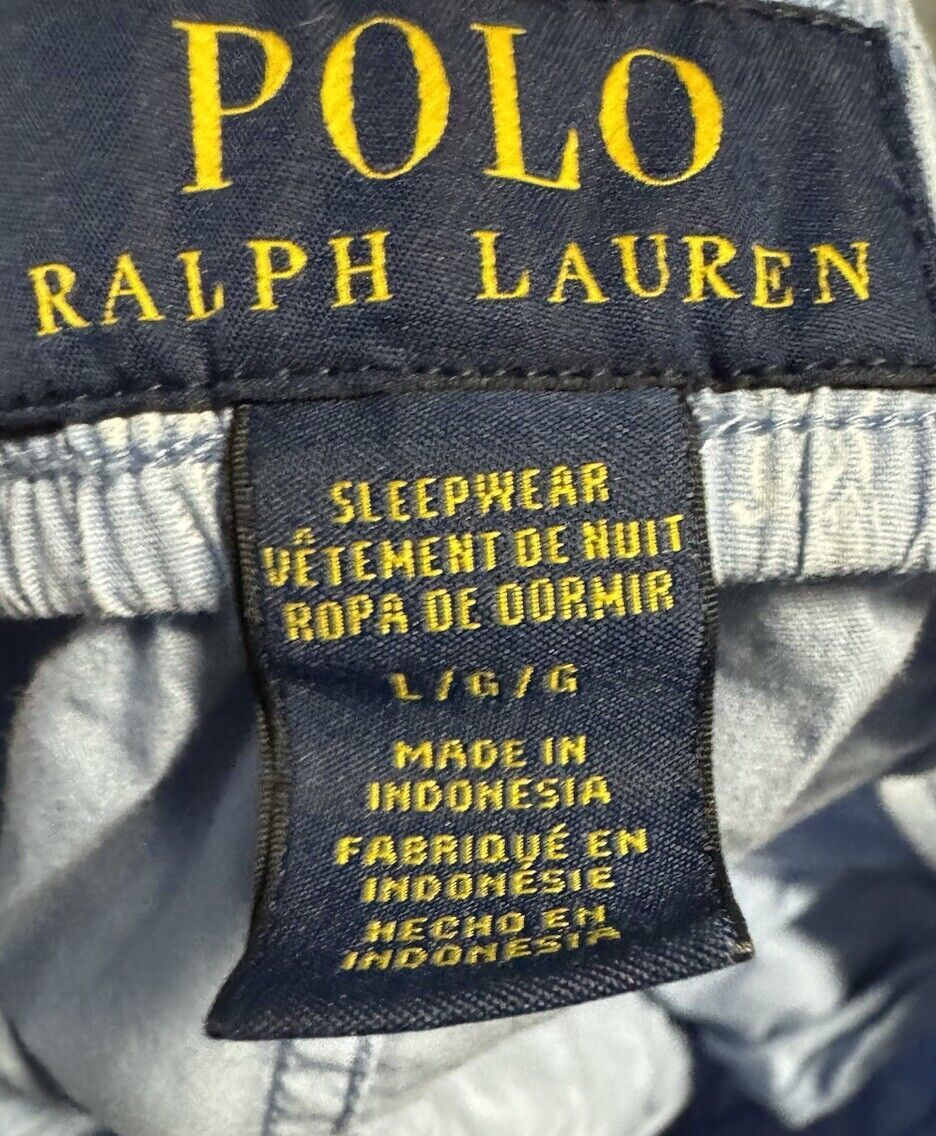 POLO
RALPH LAUREN
SLEEPWEAR
VÊTEMENT DE NUIT
ROPA DE DORMIR
L/G/G
MADE IN
INDONESIA
FABRIQUÉ EN
INDONÉSIE
HECHO EN
INDONESIA